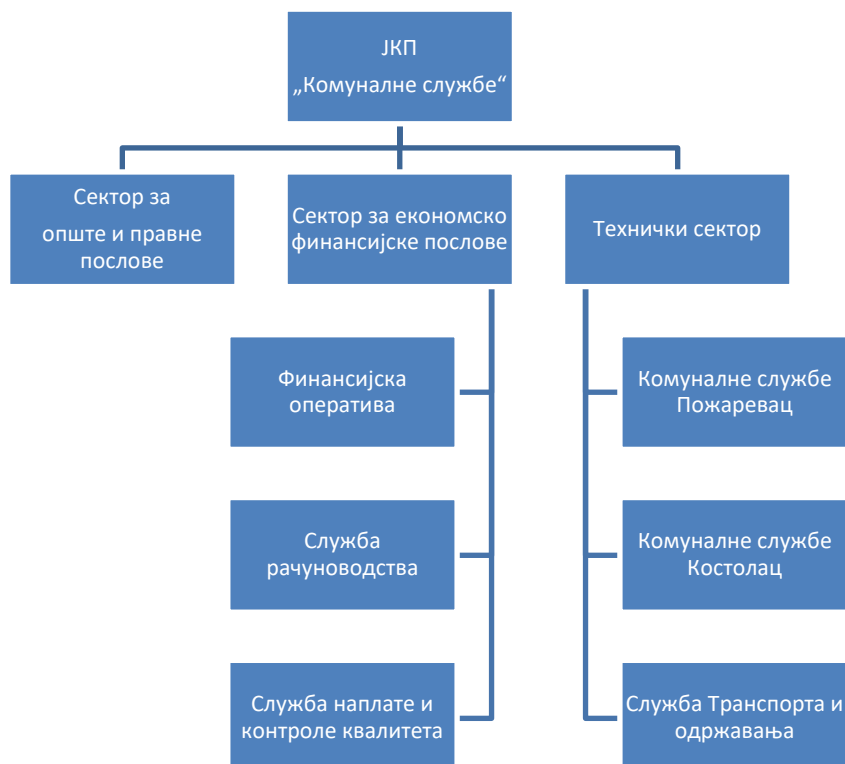 ЈКП
„Комуналне службе“
Сектор за
опште и правне
послове
Сектор за економско
финансијске послове
Технички сектор
Финансијска
оператива
Комуналне службе
Пожаревац
Служба
рачуноводства
Комуналне службе
Костолац
Служба наплате и
контроле квалитета
Служба Транспорта и
одржавања